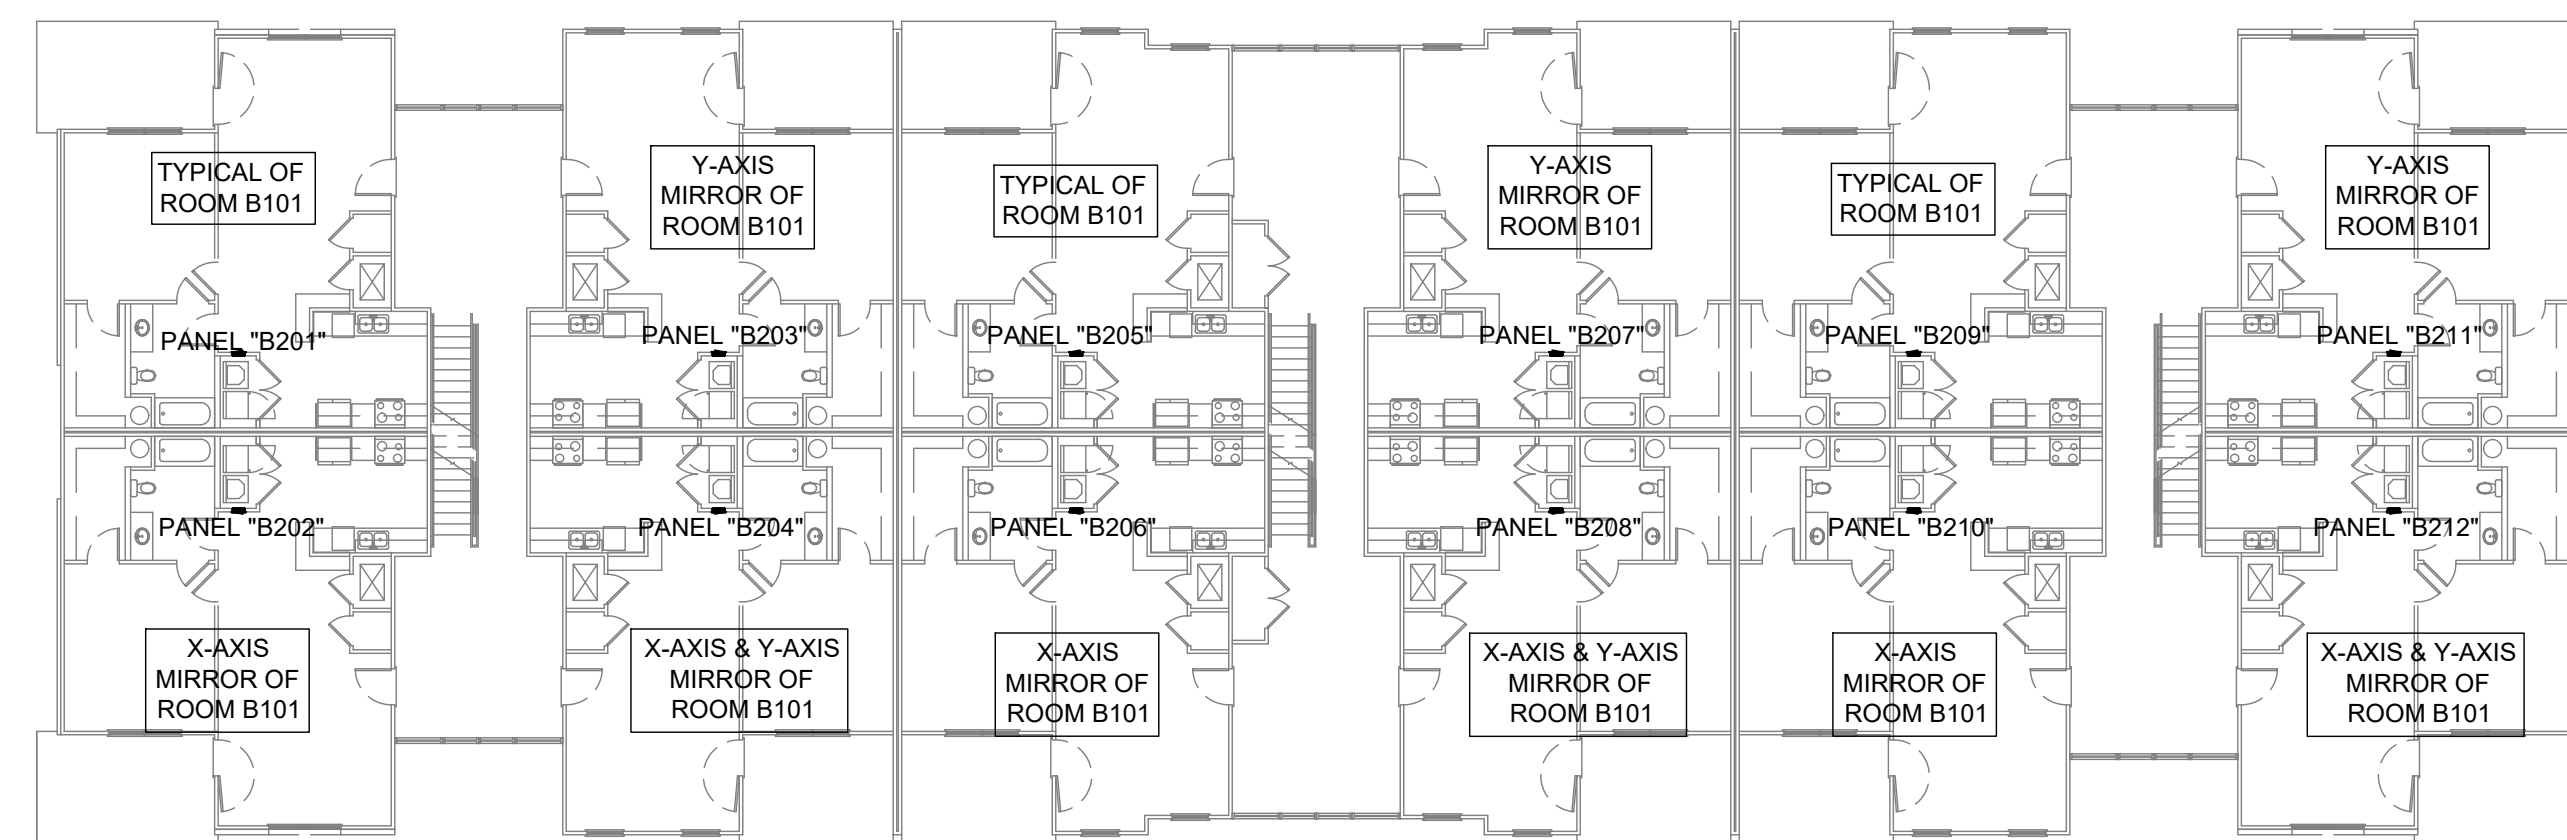 TYPICAL OF
ROOM B101
Y-AXIS
MIRROR OF
ROOM B101
TYPICAL OF
ROOM B101
Y-AXIS
MIRROR OF
ROOM B101
TYPICAL OF
ROOM B101
Y-AXIS
MIRROR OF
ROOM B101
PANEL "B201"
PANEL "B203"
PANEL "B205"
PANEL "B207"
PANEL "B209"
PANEL "B211"
PANEL "B202"
PANEL "B204"
PANEL "B206"
PANEL "B208"
PANEL "B210"
PANEL "B212"
X-AXIS
MIRROR OF
ROOM B101
X-AXIS & Y-AXIS
MIRROR OF
ROOM B101
X-AXIS
MIRROR OF
ROOM B101
X-AXIS & Y-AXIS
MIRROR OF
ROOM B101
X-AXIS
MIRROR OF
ROOM B101
X-AXIS & Y-AXIS
MIRROR OF
ROOM B101